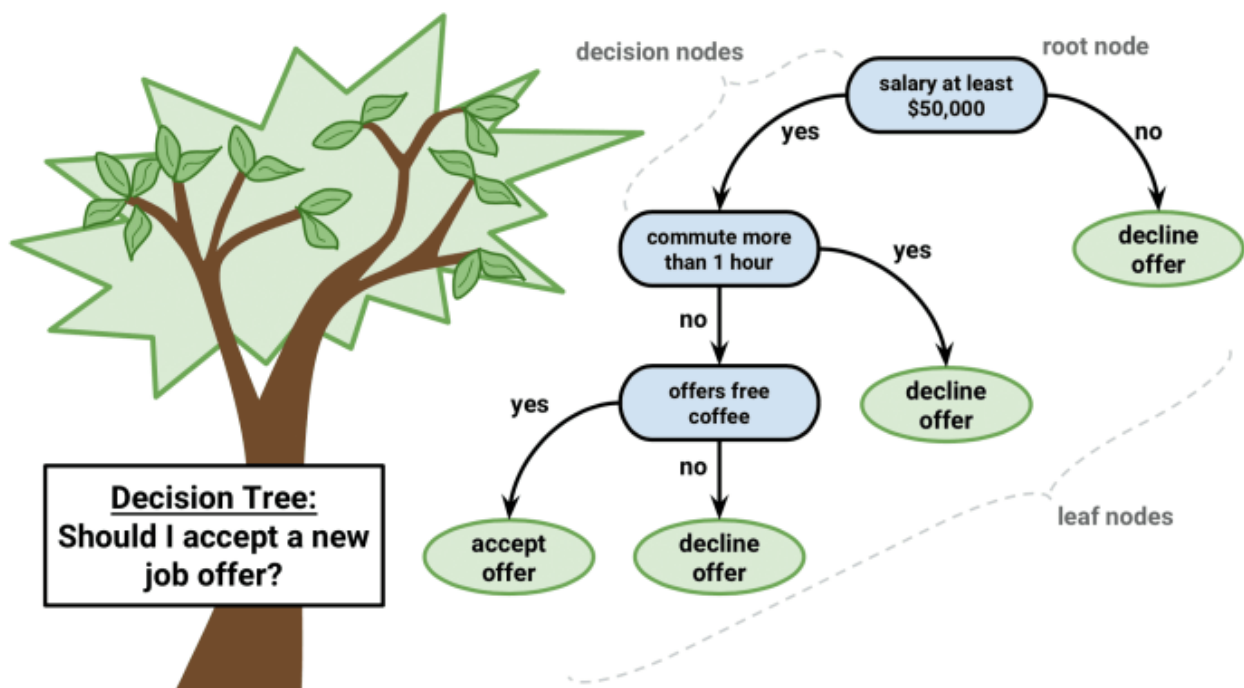 decision nodes
root node
salary at least
$50,000
yes
no
commute more
than 1 hour
yes
decline
offer
no
offers free
coffee
decline
offer
yes
no
Decision Tree:
Should I accept a new
job offer?
accept
offer
decline
offer
leaf nodes